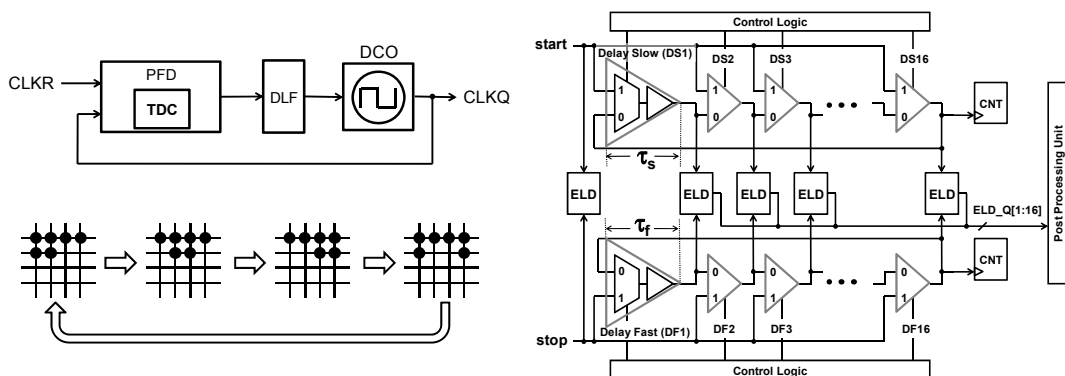 CLKR
PFD
TDC
DLF
DCO
CLKQ
Control Logic
start
Delay Slow (DS1)
DS2
DS3
DS16
1
0
1
0
1
0
1
0
CNT
τs
ELD
ELD
ELD
ELD
ELD
ELD_Q[1:16]
Post Processing Unit
τf
0
1
0
1
0
1
0
1
CNT
stop
Delay Fast (DF1)
DF2
DF3
DF16
Control Logic